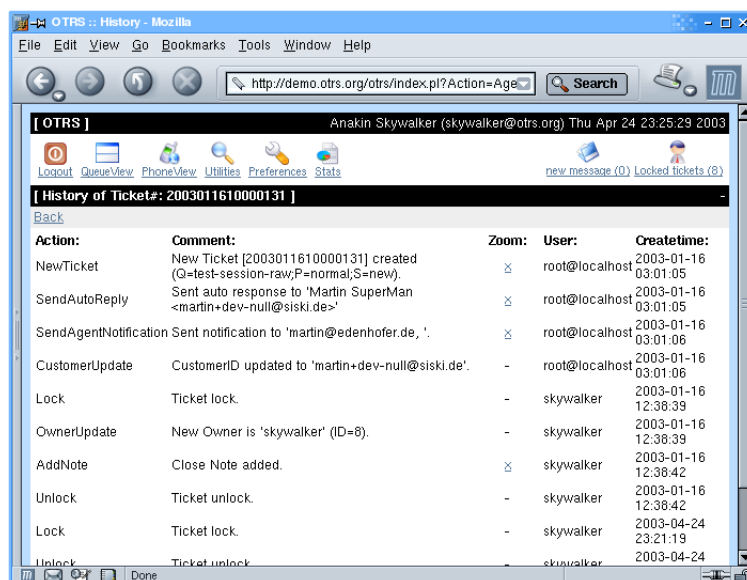 OTRS :: History - Mozilla
File Edit View Go Bookmarks Tools Window Help
http://demo.otrs.org/otrs/index.pl?Action=Age Search
[ OTRS ] Anakin Skywalker (skywalker@otrs.org) Thu Apr 24 23:25:29 2003
Logout QueueView PhoneView Utilities Preferences Stats new message (0) Locked tickets (8)
[ History of Ticket#: 2003011610000131 ] -
Back
Action: Comment: Zoom: User: Createtime:
NewTicket New Ticket [2003011610000131] created (Q=test-session-raw;P=normal;S=new). x root@localhost 2003-01-16 03:01:05
SendAutoReply Sent auto response to 'Martin SuperMan <martin+dev-null@siski.de>' x root@localhost 2003-01-16 03:01:05
SendAgentNotification Sent notification to 'martin@edenhofer.de, '. x root@localhost 2003-01-16 03:01:06
CustomerUpdate CustomerID updated to 'martin+dev-null@siski.de'. - root@localhost 2003-01-16 03:01:06
Lock Ticket lock. - skywalker 2003-01-16 12:38:39
OwnerUpdate New Owner is 'skywalker' (ID=8). - skywalker 2003-01-16 12:38:39
AddNote Close Note added. x skywalker 2003-01-16 12:38:42
Unlock Ticket unlock. - skywalker 2003-01-16 12:38:42
Lock Ticket lock. - skywalker 2003-04-24 23:21:19
Unlock Ticket unlock. - skywalker 2003-04-24
Done